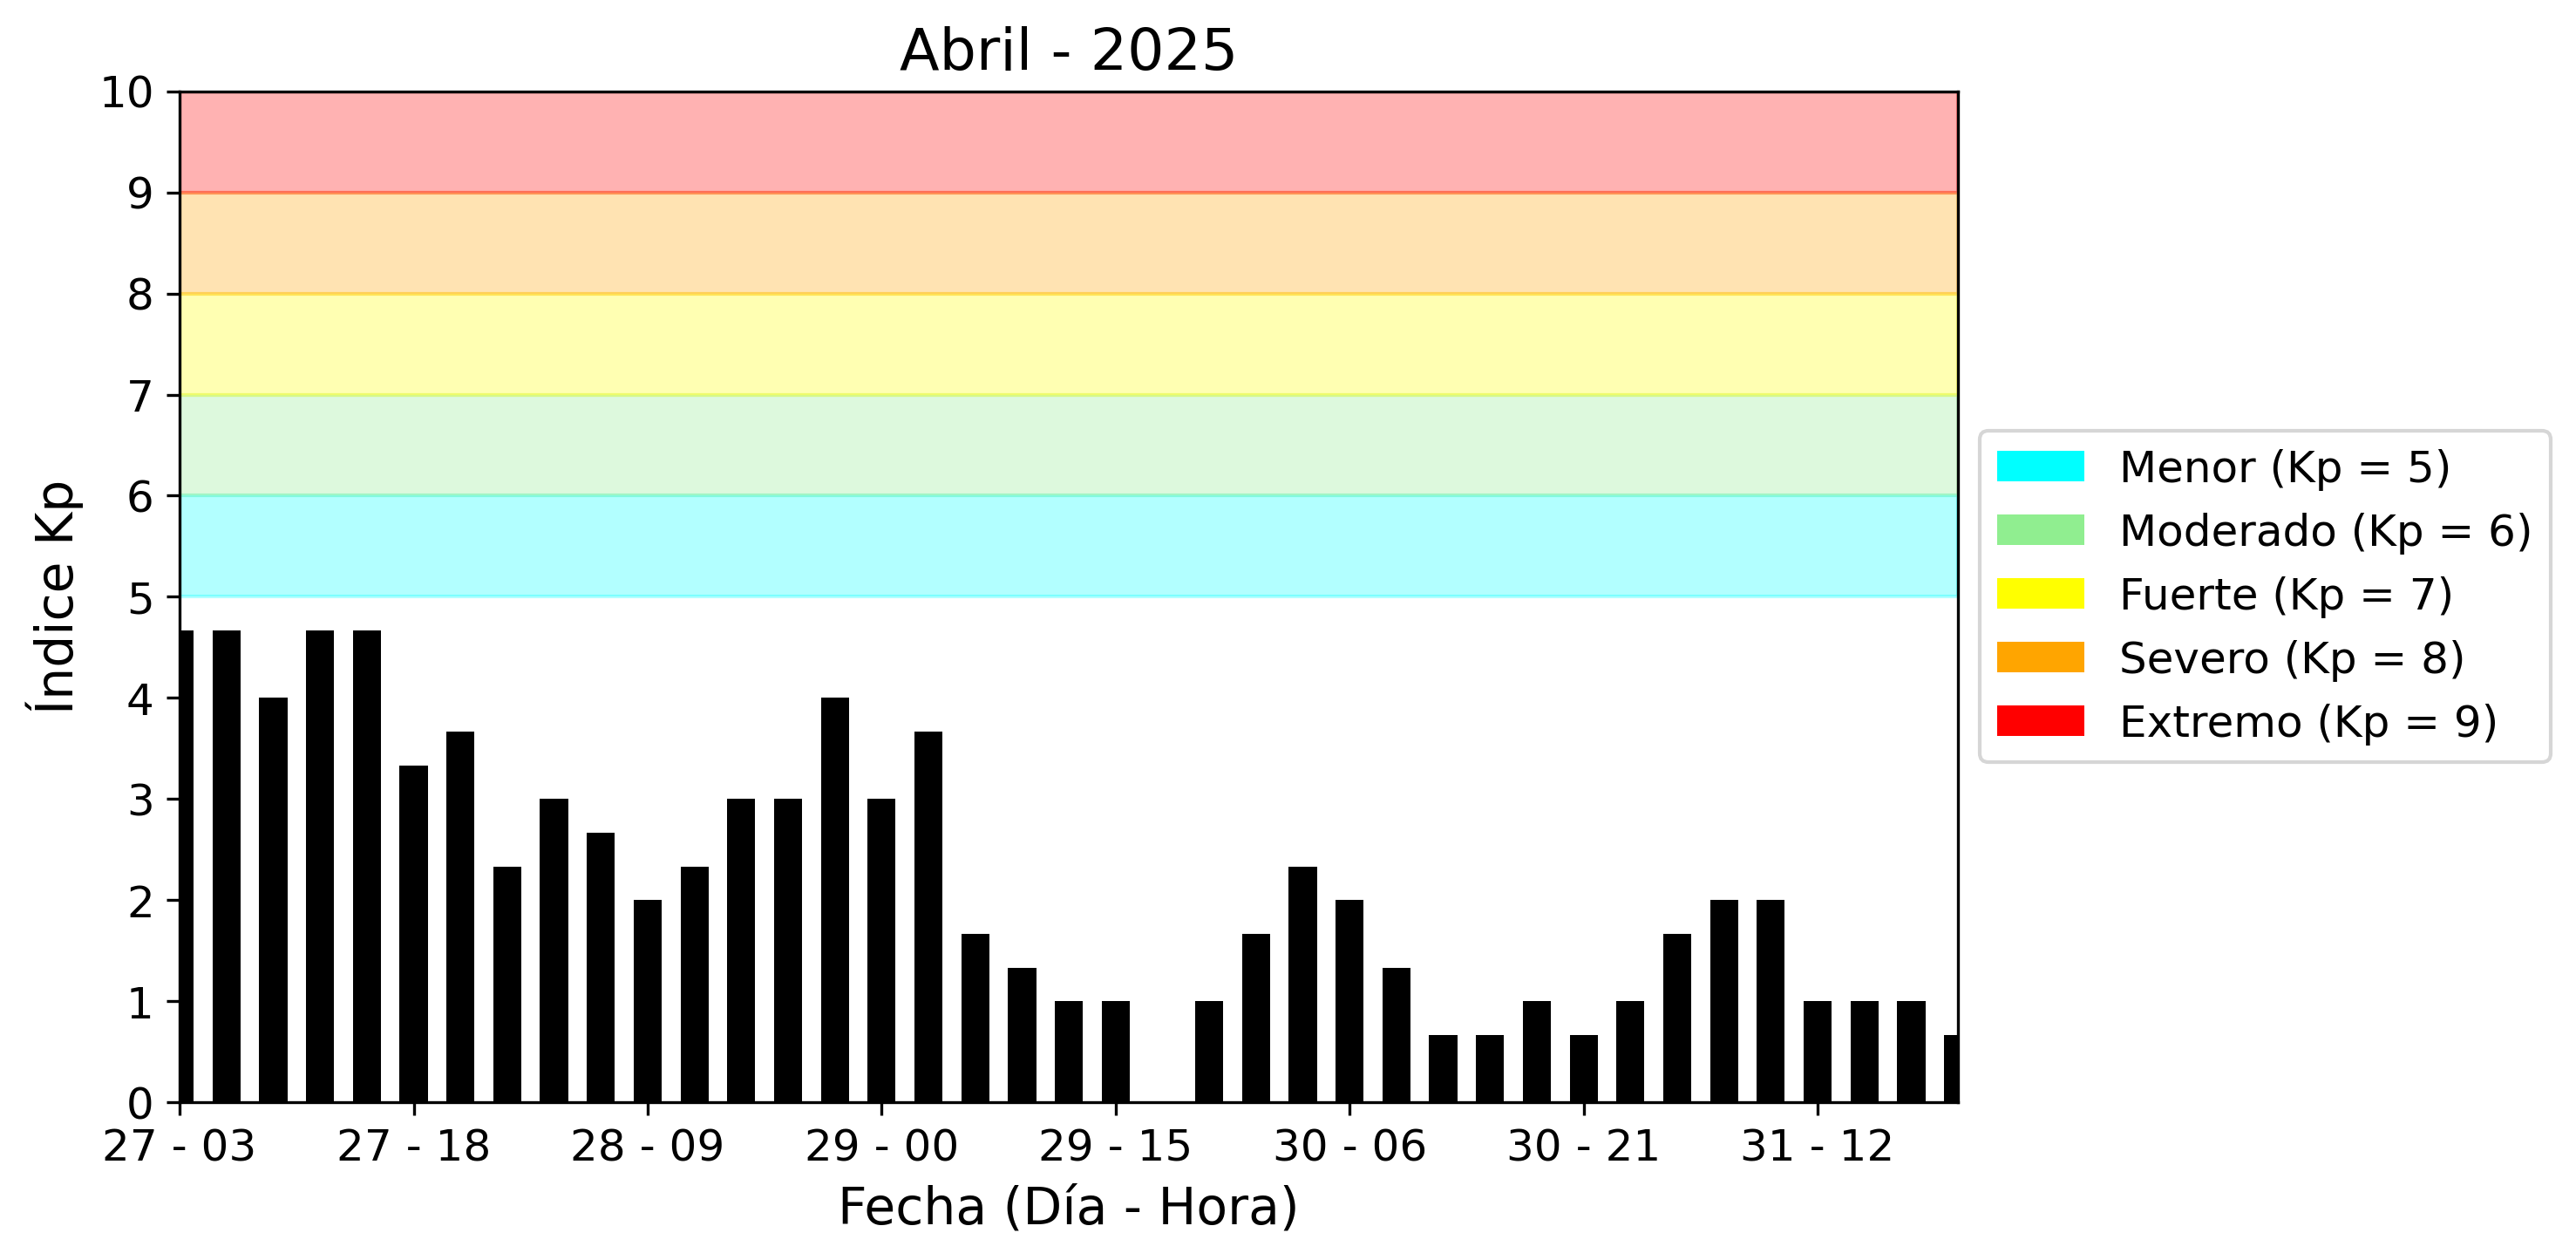 Abril - 2025
10
9
8
7
6
5
4
3
2
1
0
Índice Kp
27 - 03
27 - 18
28 - 09
29 - 00
29 - 15
30 - 06
30 - 21
31 - 12
Fecha (Día - Hora)
Menor (Kp = 5)
Moderado (Kp = 6)
Fuerte (Kp = 7)
Severo (Kp = 8)
Extremo (Kp = 9)